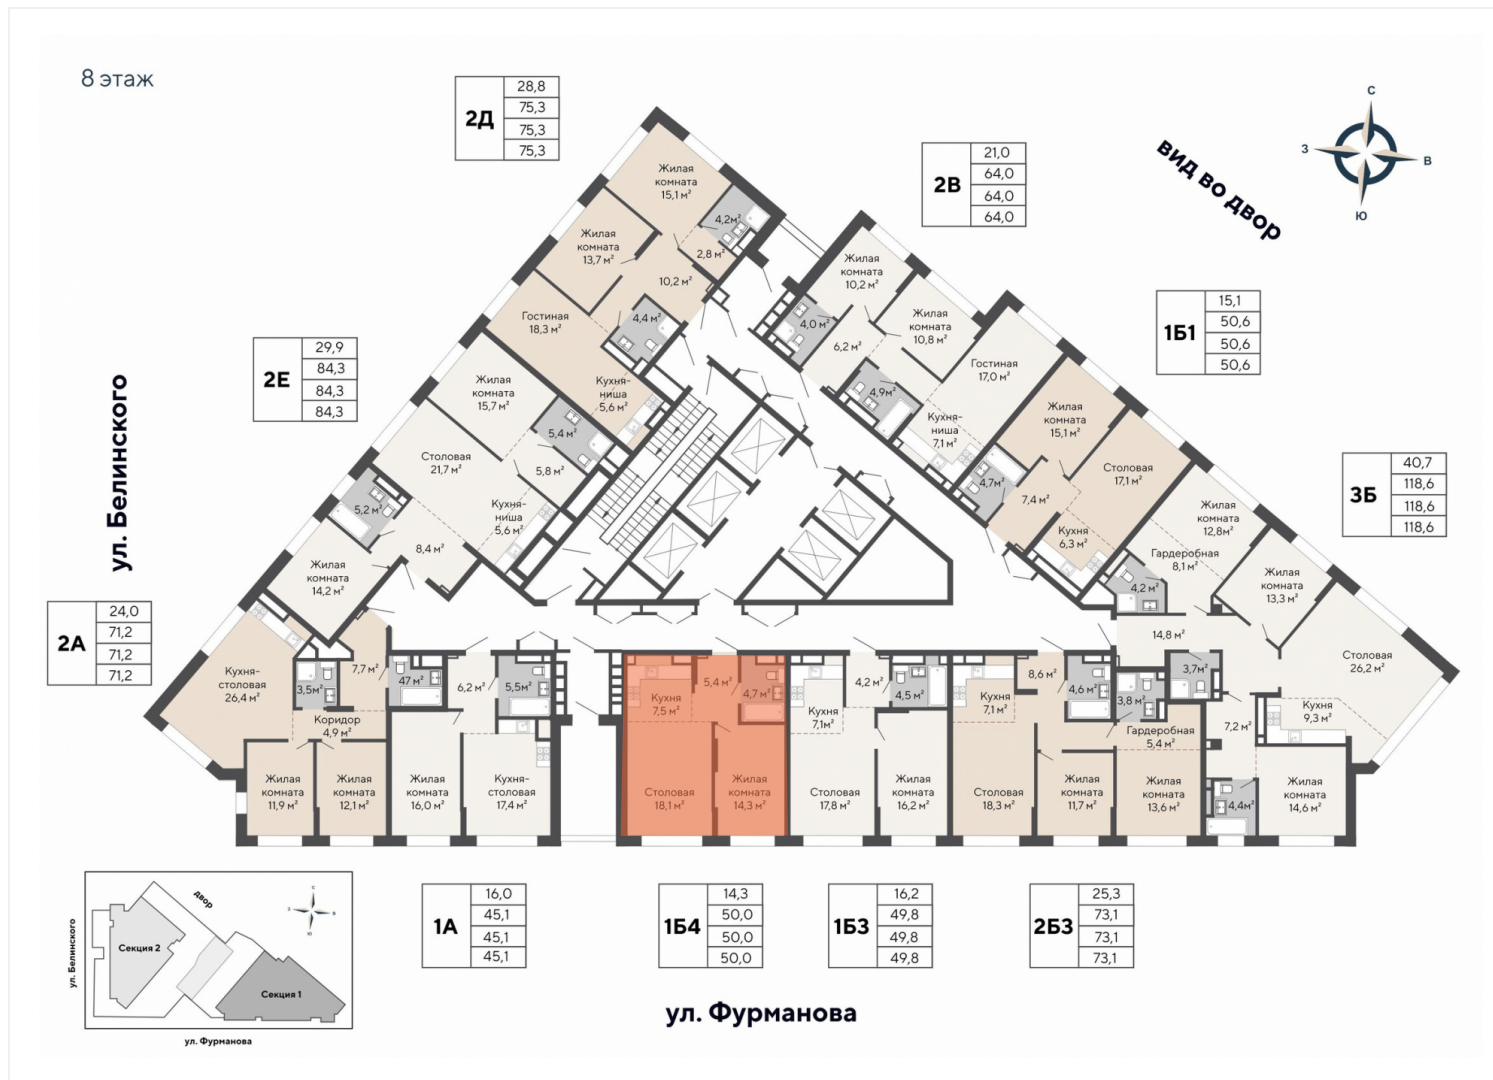 8 этаж
2Д
28,8
75,3
75,3
75,3
2В
21,0
64,0
64,0
64,0
С
З
В
Ю
вид во двор
1Б1
15,1
50,6
50,6
50,6
2Е
29,9
84,3
84,3
84,3
3Б
40,7
118,6
118,6
118,6
2А
24,0
71,2
71,2
71,2
ул. Белинского
Жилая
комната
15,1 м²
4,2м²
2,8 м²
Жилая
комната
13,7 м²
10,2 м²
Гостиная
18,3 м²
4,4 м²
Кухня-
ниша
5,6 м²
Жилая
комната
15,7 м²
5,4 м²
5,8 м²
Столовая
21,7 м²
Кухня-
ниша
5,6 м²
5,2 м²
8,4 м²
Жилая
комната
14,2 м²
Жилая
комната
10,2 м²
4,0 м²
6,2 м²
Жилая
комната
10,8 м²
4,9м²
Гостиная
17,0 м²
Кухня-
ниша
7,1 м²
Жилая
комната
15,1 м²
4,7м²
7,4 м²
Столовая
17,1 м²
Кухня
6,3 м²
Жилая
комната
12,8м²
Гардеробная
8,1 м²
4,2 м²
Жилая
комната
13,3 м²
14,8 м²
Столовая
26,2 м²
3,7м²
3,8 м²
7,2 м²
Кухня
9,3 м²
4,4м²
Жилая
комната
14,6 м²
Кухня-
столовая
26,4 м²
3,5м²
7,7 м²
Коридор
4,9 м²
Жилая
комната
11,9 м²
Жилая
комната
12,1 м²
47 м²
6,2 м²
5,5м²
Жилая
комната
16,0 м²
Кухня-
столовая
17,4 м²
Кухня
7,5 м²
5,4 м²
4,7 м²
Столовая
18,1 м²
Жилая
комната
14,3 м²
Кухня
7,1м²
4,2 м²
4,5 м²
Столовая
17,8 м²
Жилая
комната
16,2 м²
Кухня
7,1 м²
8,6 м²
4,6 м²
Столовая
18,3 м²
Жилая
комната
11,7 м²
Гардеробная
5,4 м²
Жилая
комната
13,6 м²
1А
16,0
45,1
45,1
45,1
1Б4
14,3
50,0
50,0
50,0
1Б3
16,2
49,8
49,8
49,8
2Б3
25,3
73,1
73,1
73,1
ул. Фурманова
двор
С
З
В
Ю
Секция 2
Секция 1
ул. Белинского
ул. Фурманова